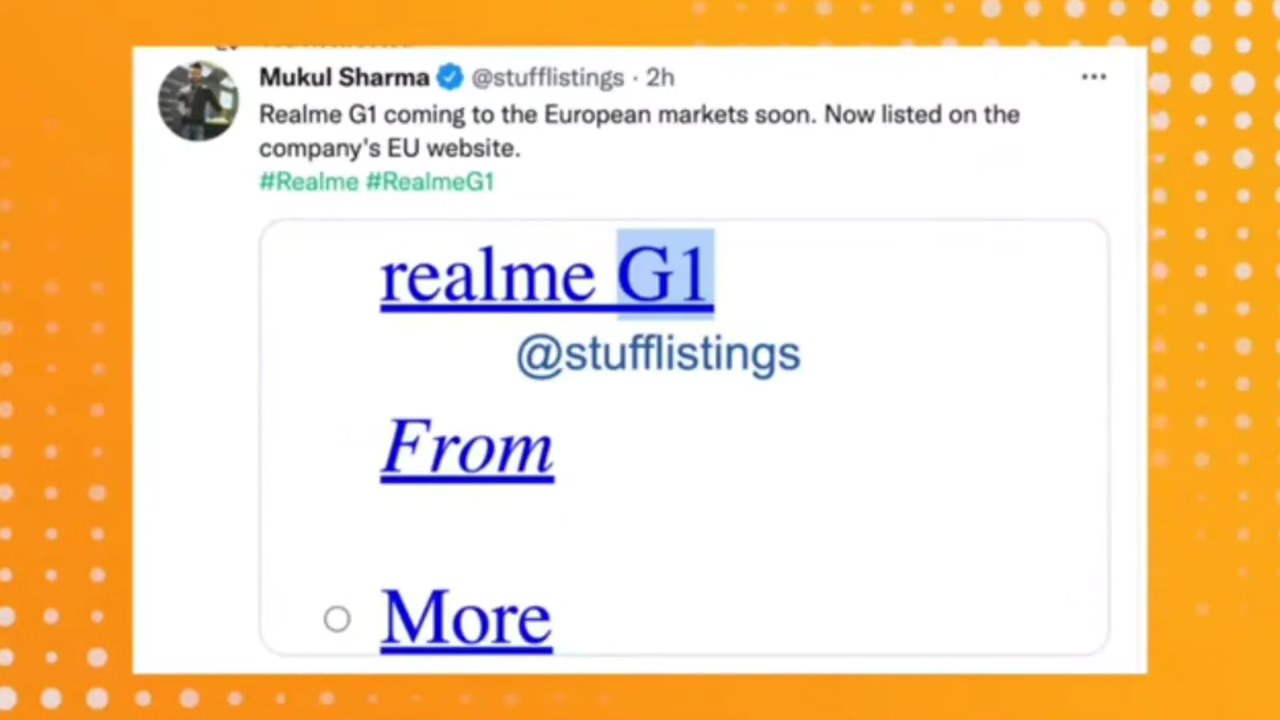 Mukul Sharma @stufflistings · 2h
Realme G1 coming to the European markets soon. Now listed on the
company's EU website.
#Realme #RealmeG1
realme G1
@stufflistings
From
More